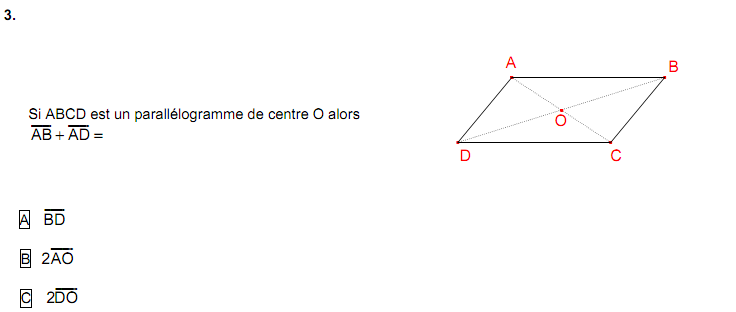 3.
A
B
Si ABCD est un parallélogramme de centre O alors
O
AB + AD =
D
C
A BD
B 2AO
C 2DO